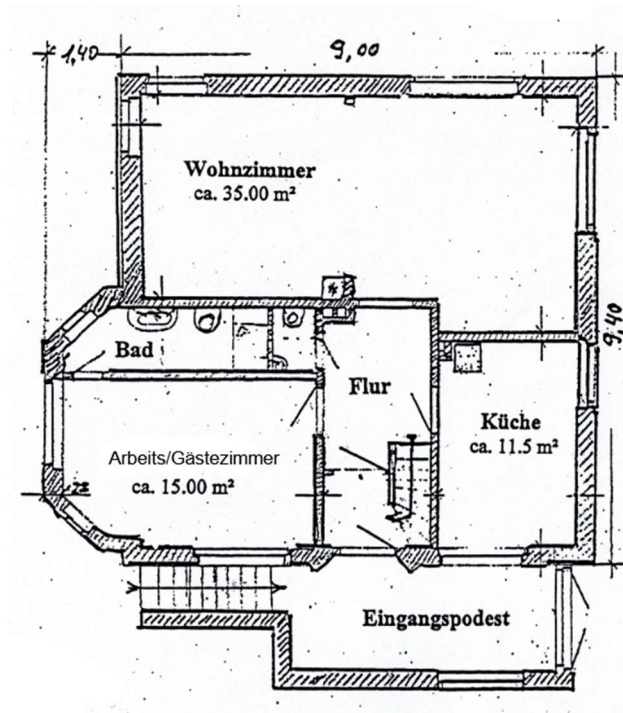 1,40
9,00
Wohnzimmer
ca. 35.00 m²
9,40
Bad
Flur
Küche
ca. 11.5 m²
Arbeits/Gästezimmer
ca. 15.00 m²
Eingangspodest